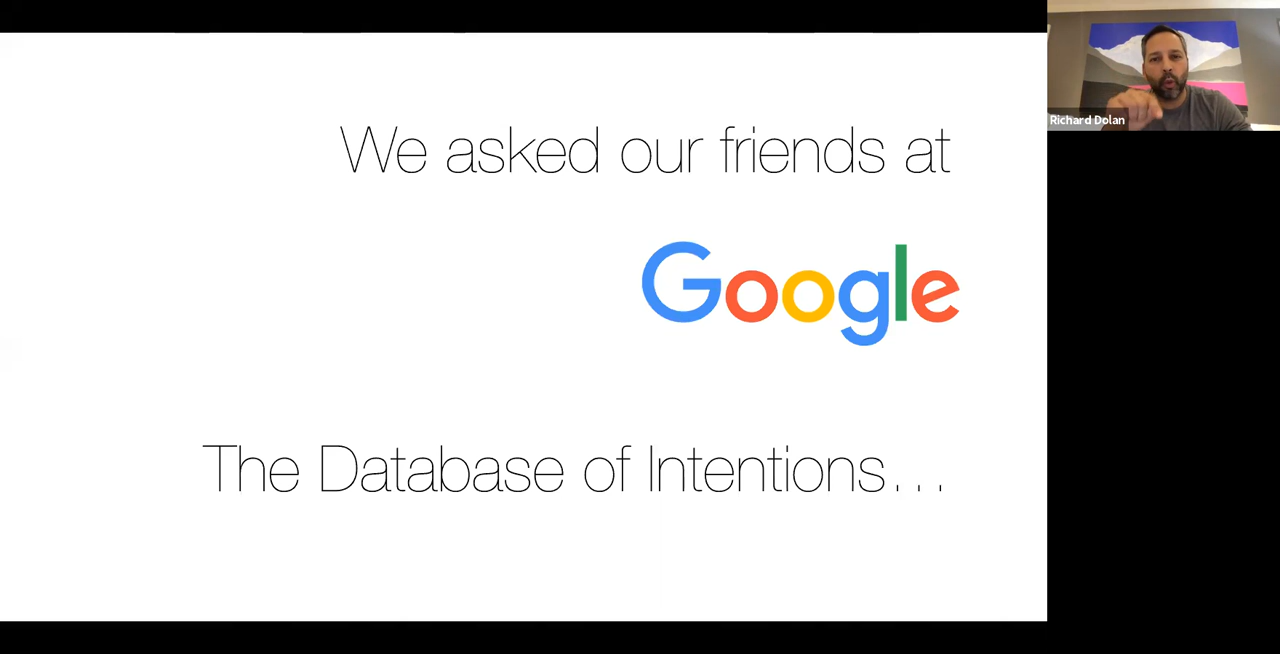 We asked our friends at
Google
The Database of Intentions...
Richard Dolan